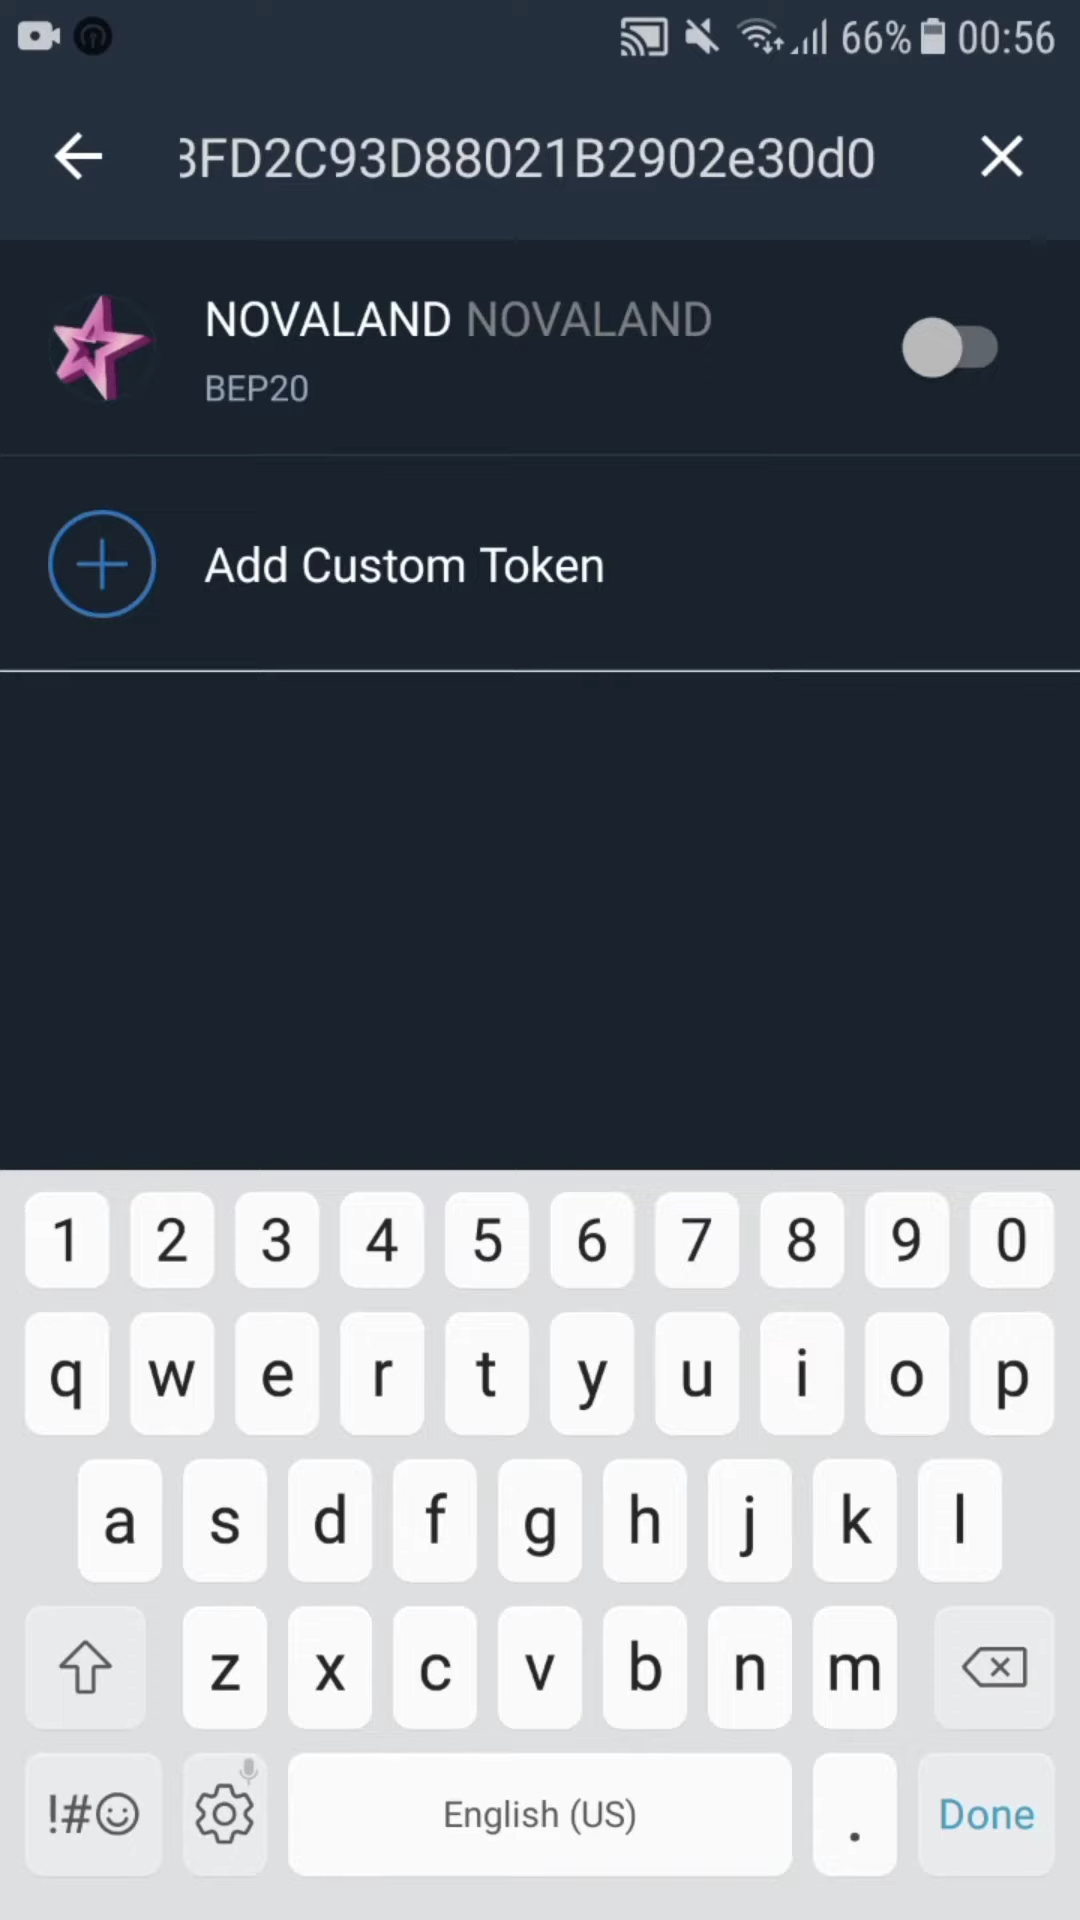 66% 00:56
3FD2C93D88021B2902e30d0
NOVALAND NOVALAND
BEP20
Add Custom Token
1 2 3 4 5 6 7 8 9 0
q w e r t y u i o p
a s d f g h j k l
z x c v b n m
!#☺ English (US) . Done